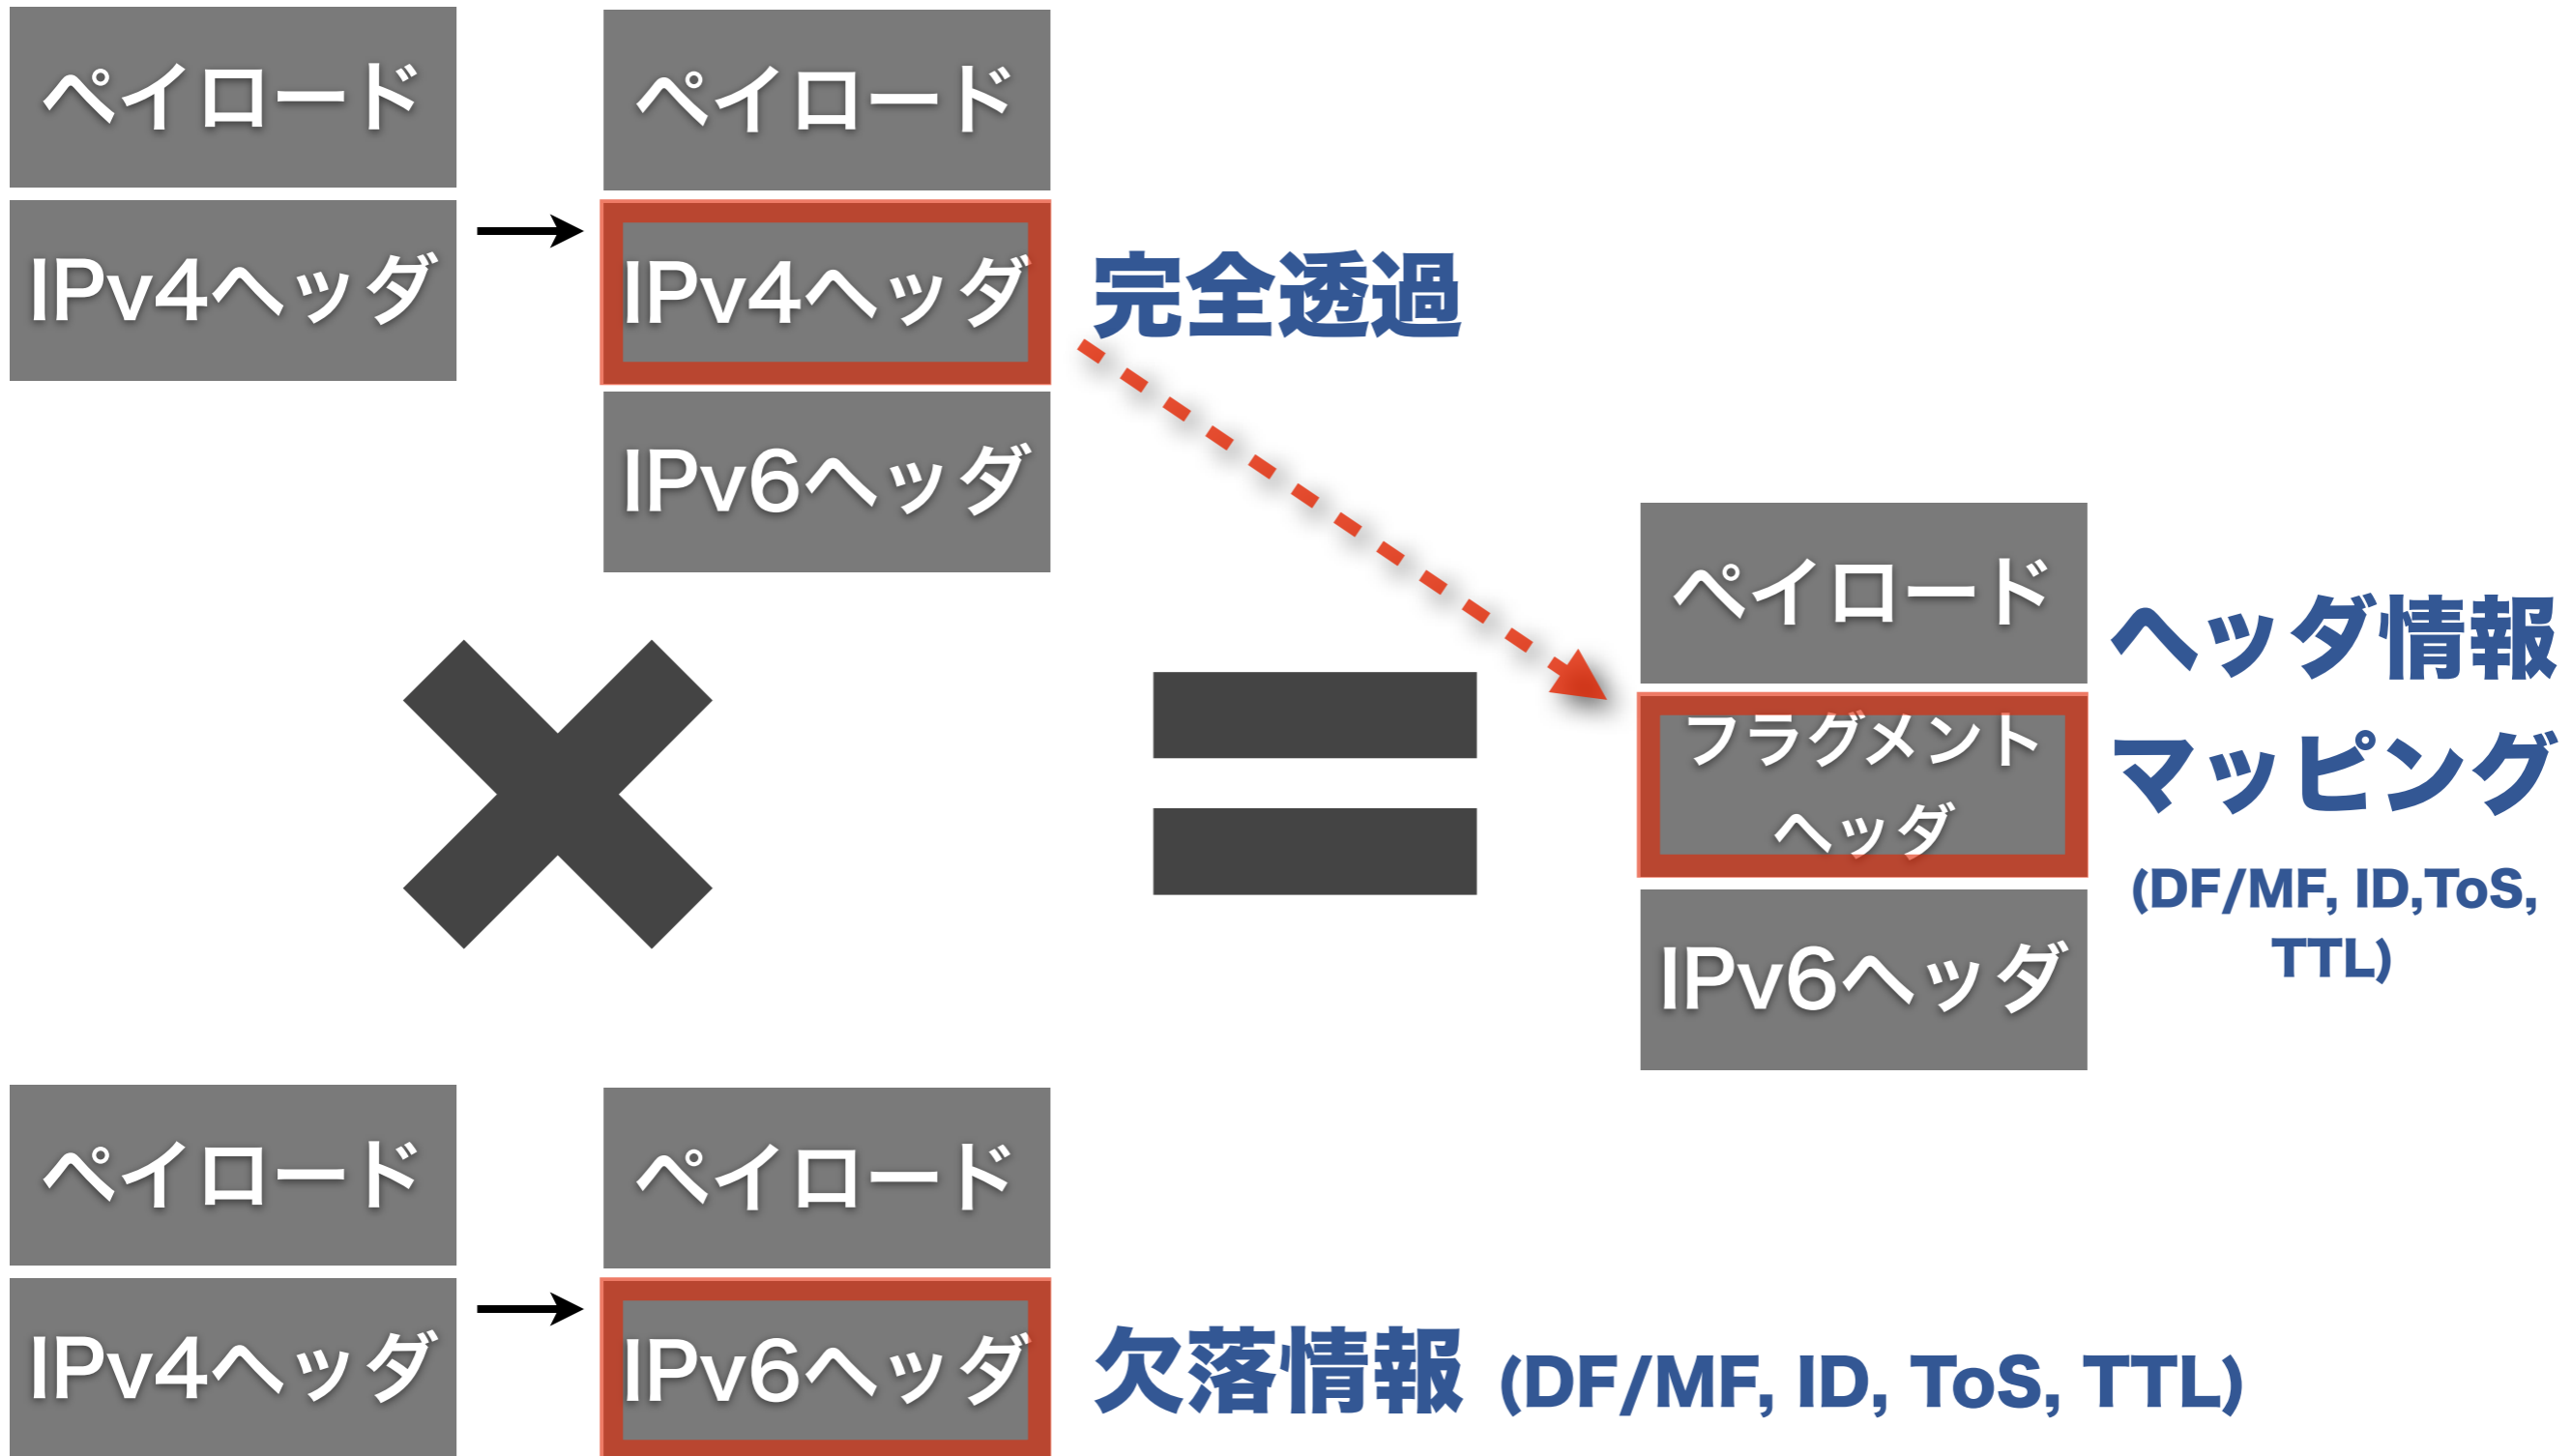 ペイロード
IPv4ヘッダ
ペイロード
IPv4ヘッダ
IPv6ヘッダ
完全透過
ペイロード
フラグメント
ヘッダ
IPv6ヘッダ
ヘッダ情報
マッピング
(DF/MF, ID,ToS,
TTL)
ペイロード
IPv4ヘッダ
ペイロード
IPv6ヘッダ
欠落情報 (DF/MF, ID, ToS, TTL)